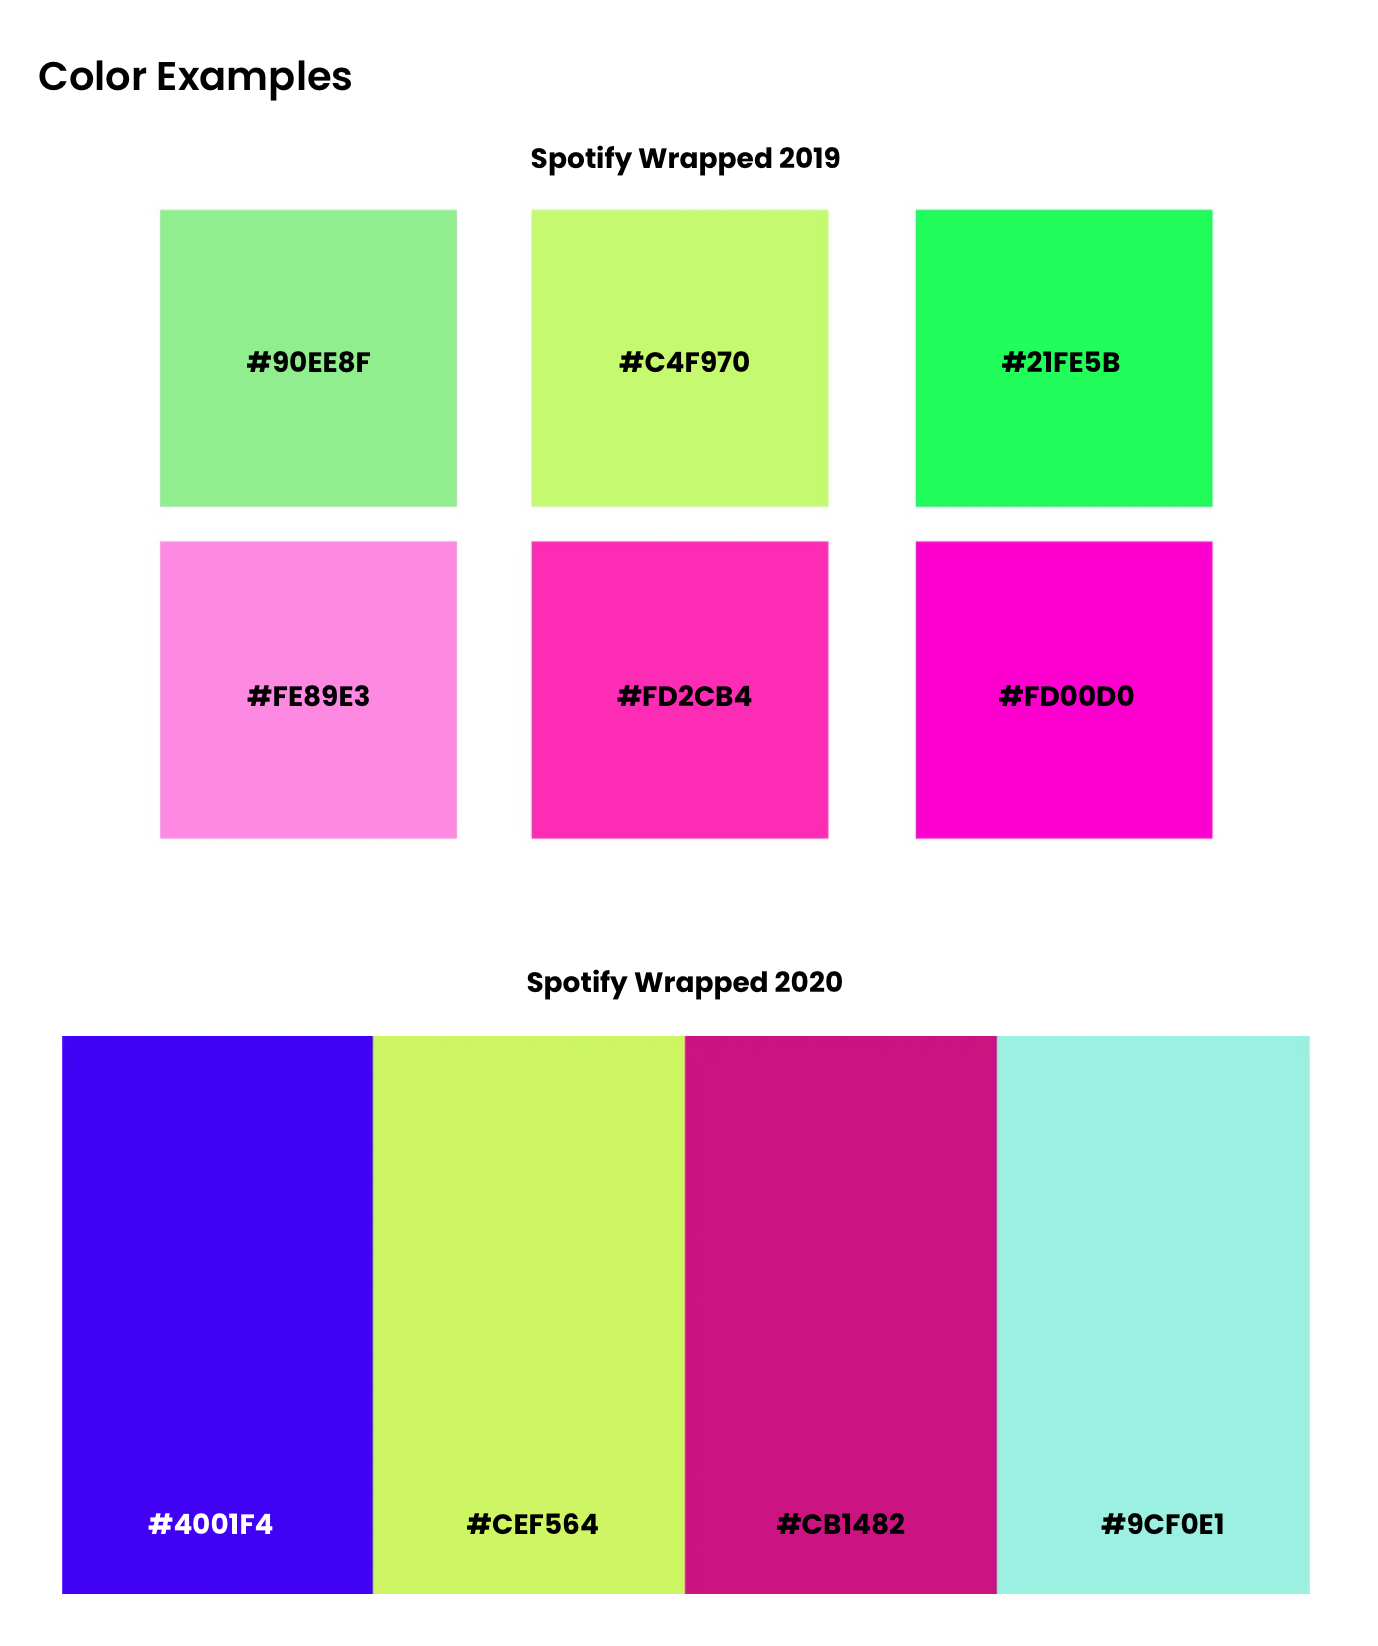 Color Examples
Spotify Wrapped 2019
#90EE8F
#C4F970
#21FE5B
#FE89E3
#FD2CB4
#FD00D0
Spotify Wrapped 2020
#4001F4
#CEF564
#CB1482
#9CF0E1